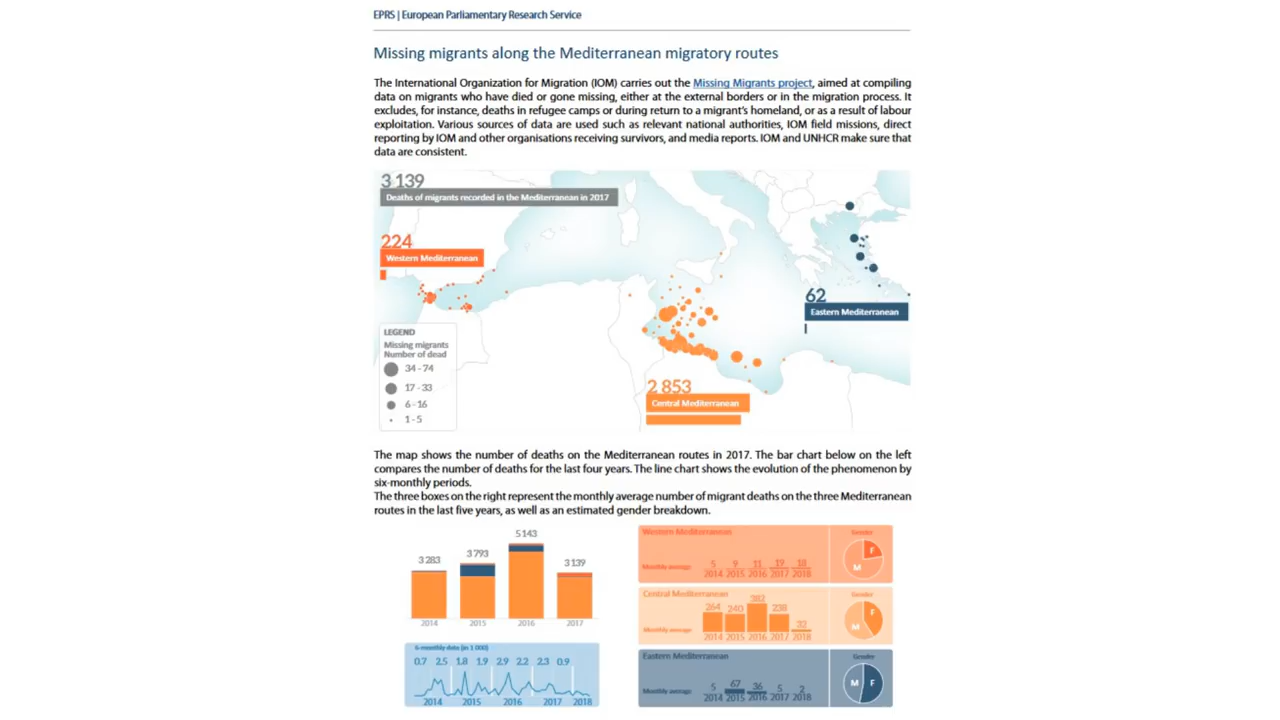 EPRS | European Parliamentary Research Service
Missing migrants along the Mediterranean migratory routes
The International Organization for Migration (IOM) carries out the Missing Migrants project, aimed at compiling
data on migrants who have died or gone missing, either at the external borders or in the migration process. It
excludes, for instance, deaths in refugee camps or during return to a migrant's homeland, or as a result of labour
exploitation. Various sources of data are used such as relevant national authorities, IOM field missions, direct
reporting by IOM and other organisations receiving survivors, and media reports. IOM and UNHCR make sure that
data are consistent.
3 139
Deaths of migrants recorded in the Mediterranean in 2017
224
Western Mediterranean
62
Eastern Mediterranean
LEGEND
Missing migrants
Number of dead
34 - 74
17 - 33
6 - 16
1 - 5
2 853
Central Mediterranean
The map shows the number of deaths on the Mediterranean routes in 2017. The bar chart below on the left
compares the number of deaths for the last four years. The line chart shows the evolution of the phenomenon by
six-monthly periods.
The three boxes on the right represent the monthly average number of migrant deaths on the three Mediterranean
routes in the last five years, as well as an estimated gender breakdown.
3 283 3 793 5 143 3 139
2014 2015 2016 2017
6-monthly data (in 1 000)
0.7 2.5 1.8 1.9 2.9 2.2 2.3 0.9
2014 2015 2016 2017 2018
Western Mediterranean
Gender
F
M
Monthly average 5 9 11 19 18
2014 2015 2016 2017 2018
Central Mediterranean
Gender
F
M
Monthly average 264 240 382 238 32
2014 2015 2016 2017 2018
Eastern Mediterranean
Gender
M F
Monthly average 5 67 36 5 2
2014 2015 2016 2017 2018